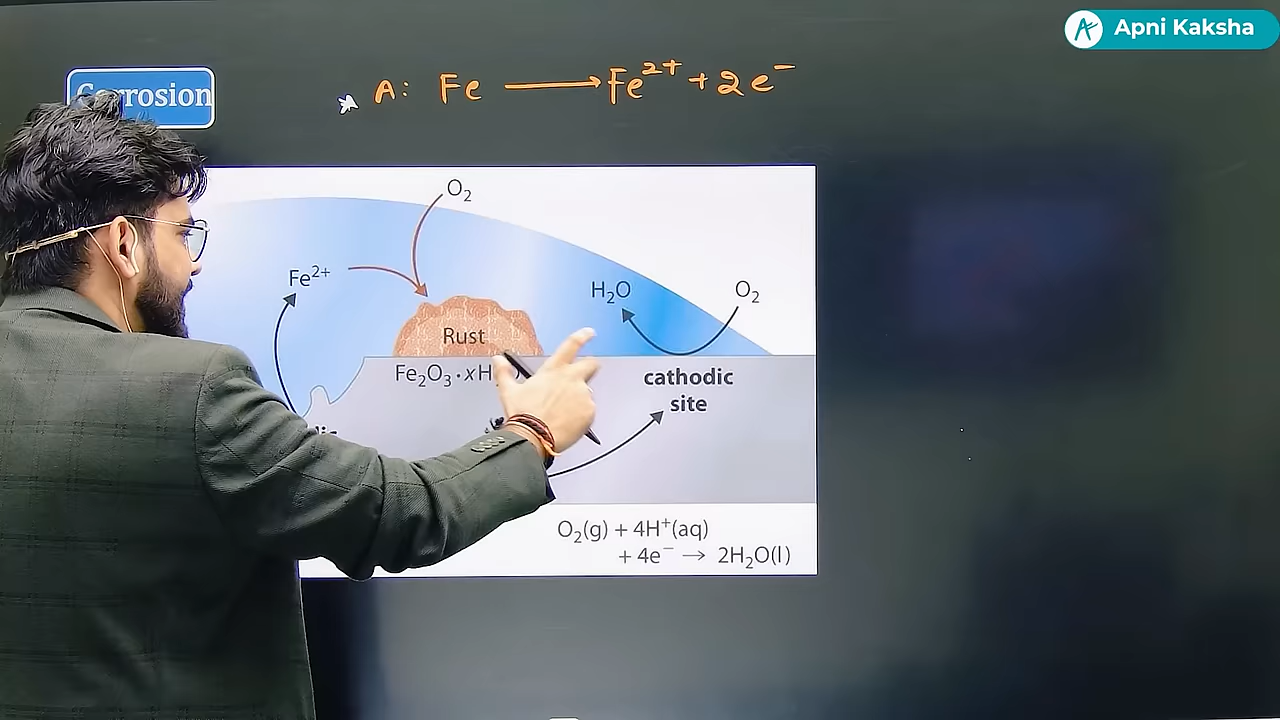 Apni Kaksha
Corrosion
A: Fe ⟶ Fe²⁺ + 2e⁻
O₂
Fe²⁺
H₂O
O₂
Rust
Fe₂O₃·xH
cathodic
site
O₂(g) + 4H⁺(aq)
+ 4e⁻ → 2H₂O(l)